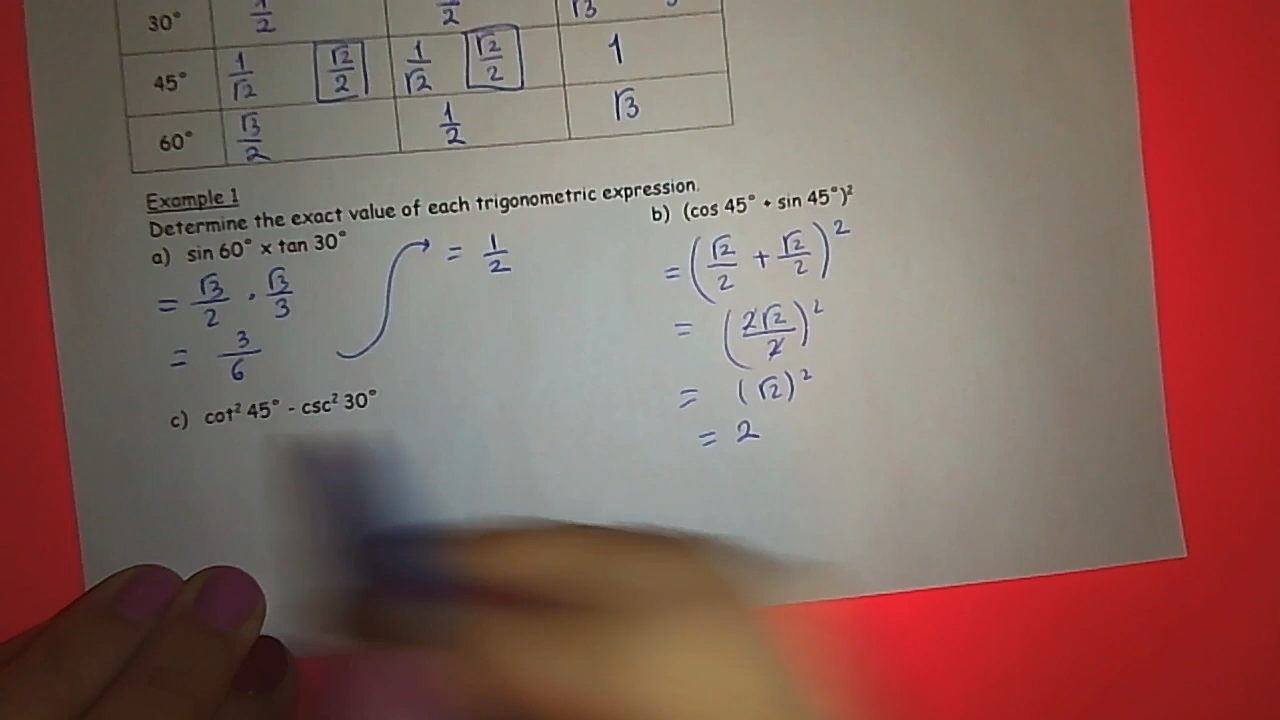 30° 1/2 /2 √3
45° 1/√2 √2/2 1/√2 √2/2 1
60° √3/2 1/2 √3
Example 1
Determine the exact value of each trigonometric expression.
a) sin 60° x tan 30°
= √3/2 · √3/3
= 3/6
= 1/2
b) (cos 45° + sin 45°)²
= (√2/2 + √2/2)²
= (2√2/2)²
= (√2)²
= 2
c) cot² 45° - csc² 30°